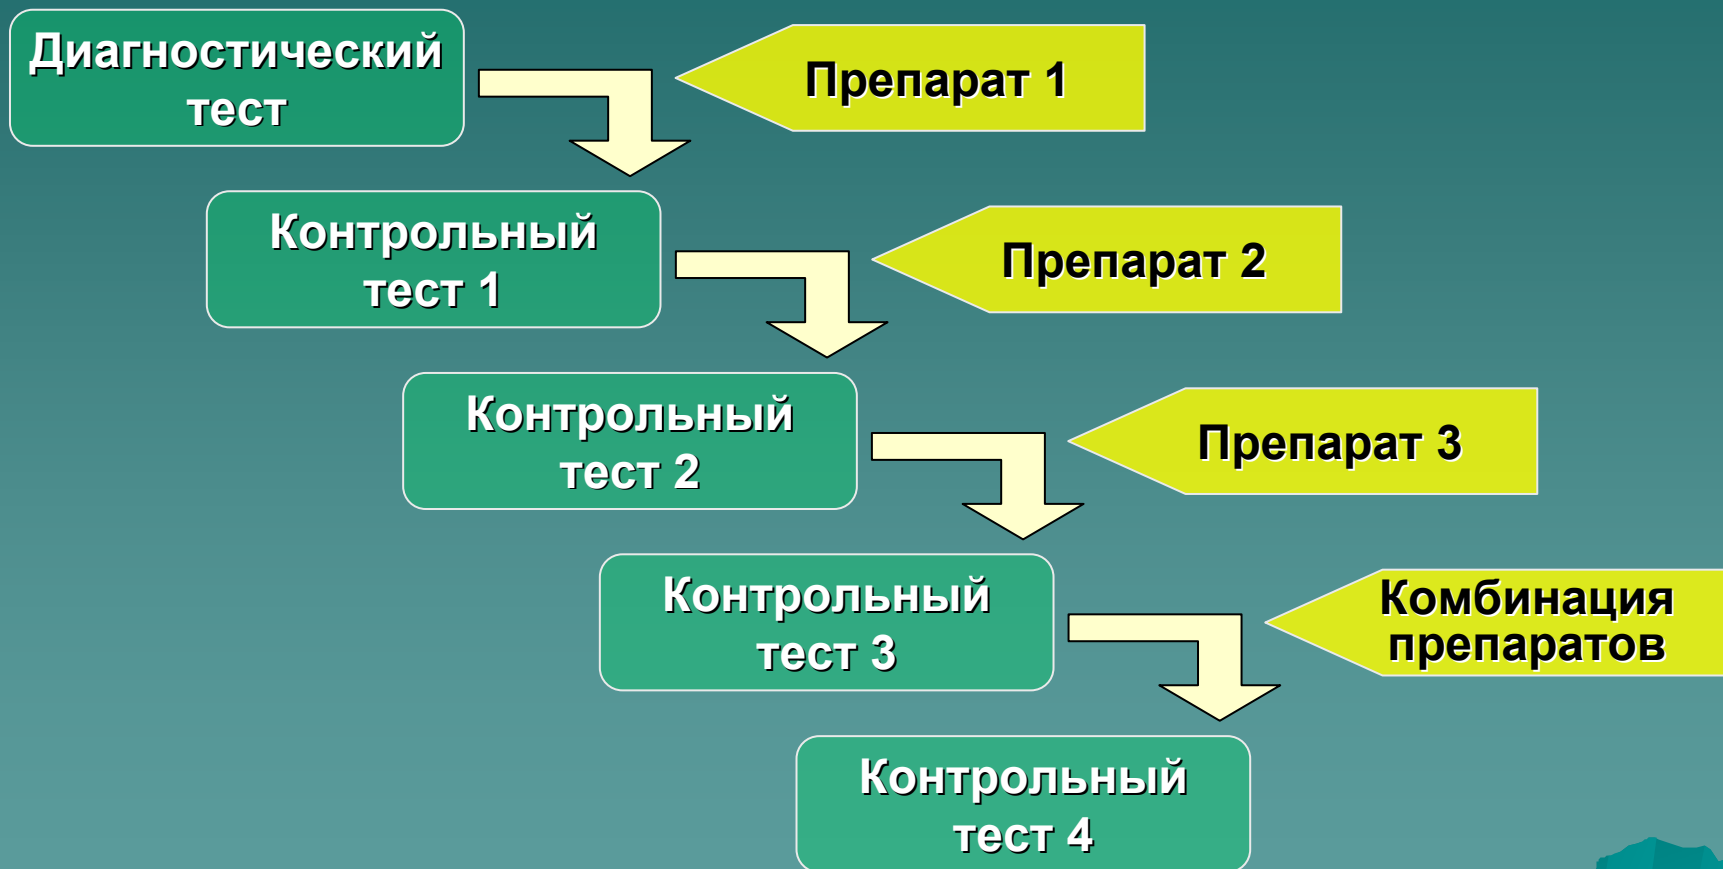 Диагностический
тест
Препарат 1
Контрольный
тест 1
Препарат 2
Контрольный
тест 2
Препарат 3
Контрольный
тест 3
Комбинация
препаратов
Контрольный
тест 4